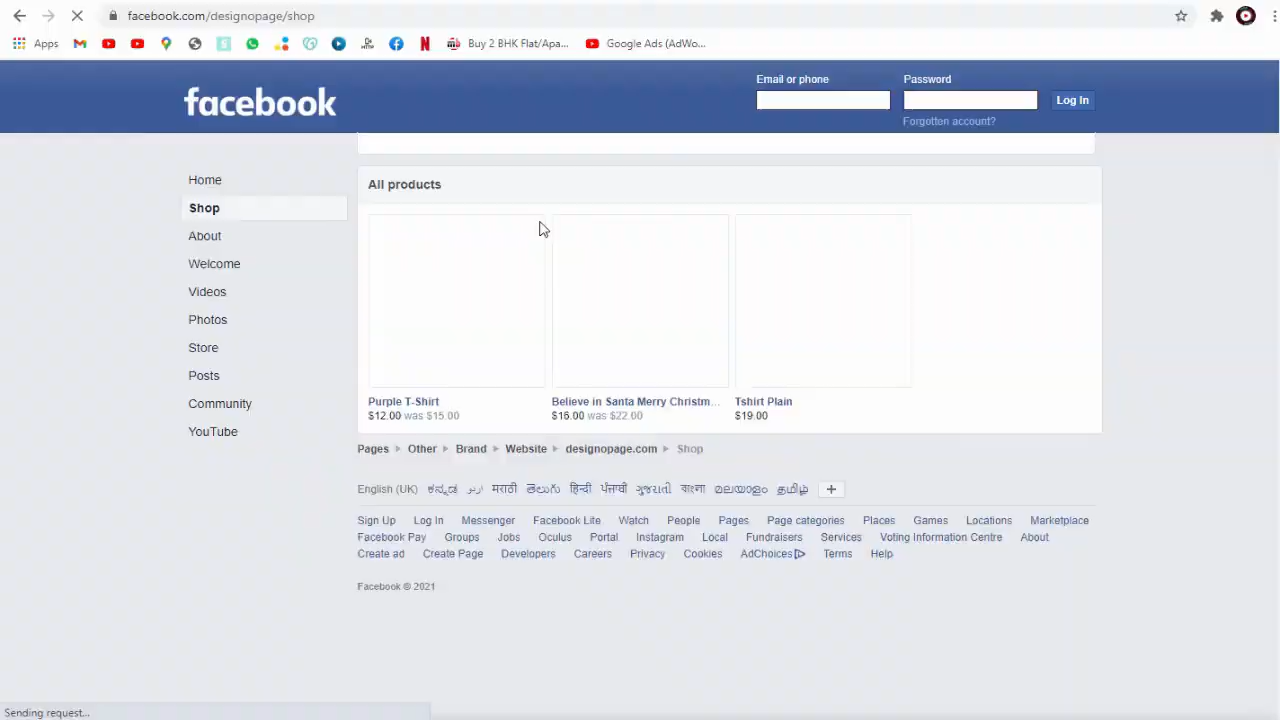 facebook.com/designopage/shop
Apps Buy 2 BHK Flat/Apa... Google Ads (AdWo...
facebook
Email or phone Password
Log In
Forgotten account?
Home
Shop
About
Welcome
Videos
Photos
Store
Posts
Community
YouTube
All products
Purple T-Shirt
$12.00 was $15.00
Believe in Santa Merry Christm...
$16.00 was $22.00
Tshirt Plain
$19.00
Pages Other Brand Website designopage.com Shop
English (UK) ಕನ್ನಡ اردو मराठी తెలుగు हिन्दी ਪੰਜਾਬੀ ગુજરાતી বাংলা മലയാളം தமிழ் +
Sign Up Log In Messenger Facebook Lite Watch People Pages Page categories Places Games Locations Marketplace
Facebook Pay Groups Jobs Oculus Portal Instagram Local Fundraisers Services Voting Information Centre About
Create ad Create Page Developers Careers Privacy Cookies AdChoices Terms Help
Facebook © 2021
Sending request...